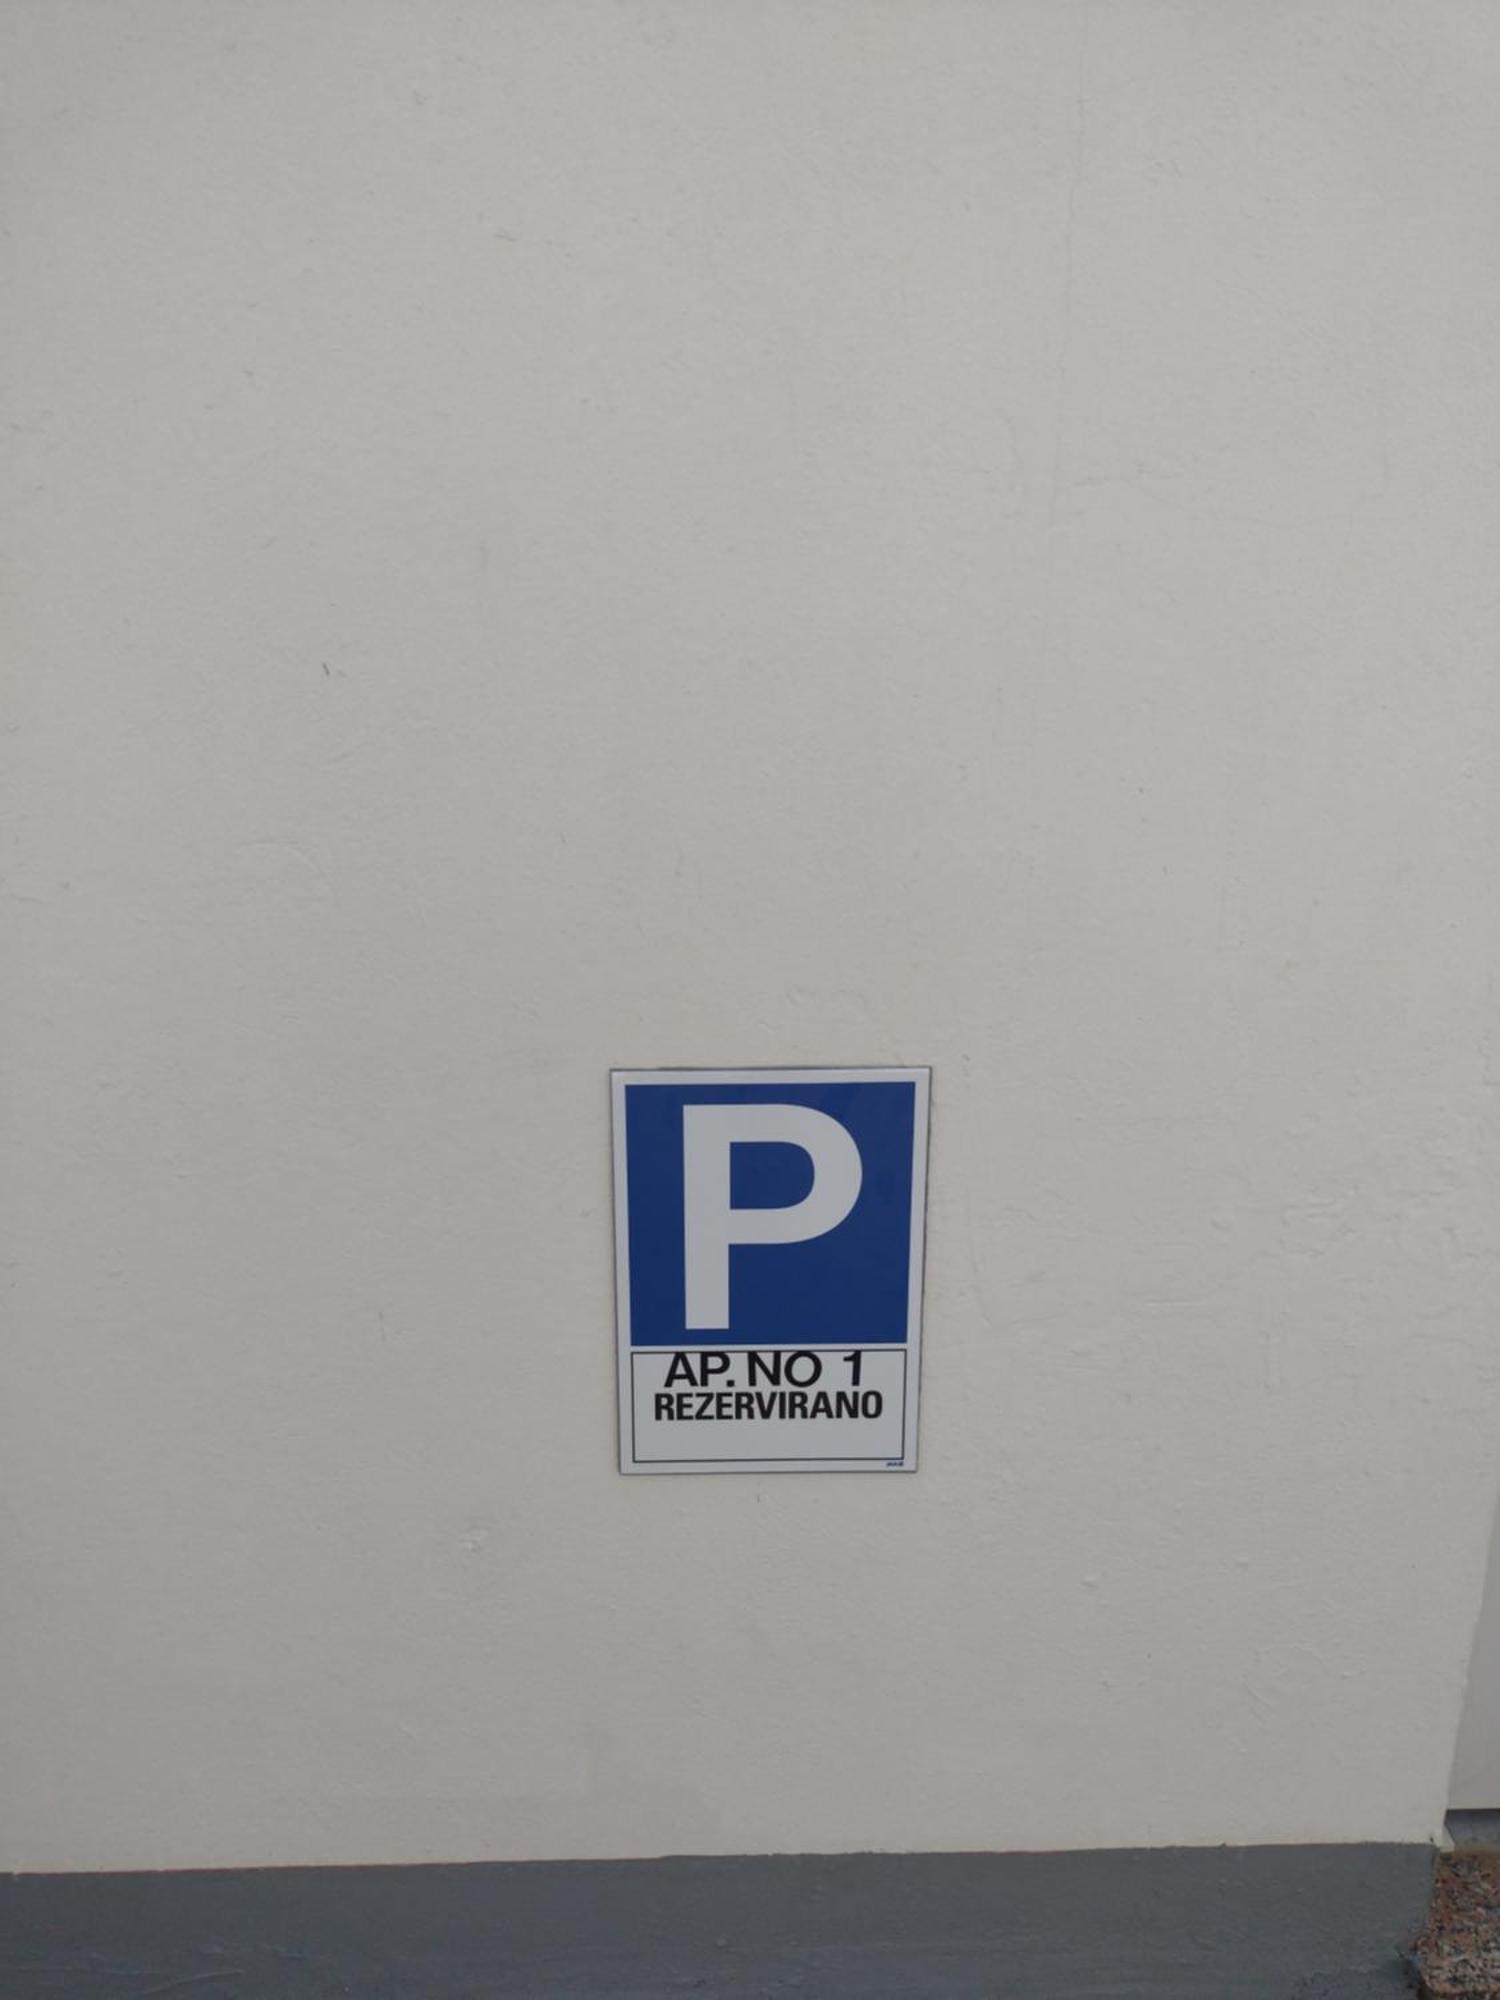 P
AP. NO 1
REZERVIRANO